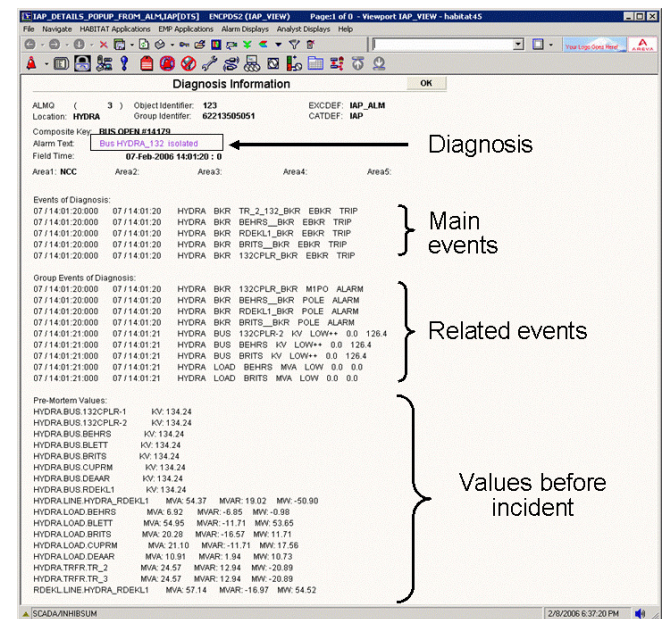 IAP_DETAILS_POPUP_FROM_ALM,IAP[DTS] ENCPDS2 (IAP_VIEW) Page:1 of 0 - Viewport IAP_VIEW - habitat45
File Navigate HABITAT Applications EMP Applications Alarm Displays Analyst Displays Help
Your Logo Goes Here
AREVA
Diagnosis Information OK
ALMQ ( 3 ) Object Identifier: 123 EXCDEF: IAP_ALM
Location: HYDRA Group Identifer: 62213505051 CATDEF: IAP
Composite Key: BUS OPEN #14179
Alarm Text: Bus HYDRA_132 isolated
Diagnosis
Field Time: 07-Feb-2006 14:01:20 : 0
Area1: NCC Area2: Area3: Area4: Area5:
Events of Diagnosis:
07 / 14:01:20:000 07 / 14:01:20 HYDRA BKR TR_2_132_BKR EBKR TRIP
07 / 14:01:20:000 07 / 14:01:20 HYDRA BKR BEHRS__BKR EBKR TRIP
07 / 14:01:20:000 07 / 14:01:20 HYDRA BKR RDEKL1_BKR EBKR TRIP
07 / 14:01:20:000 07 / 14:01:20 HYDRA BKR BRITS__BKR EBKR TRIP
07 / 14:01:20:000 07 / 14:01:20 HYDRA BKR 132CPLR_BKR EBKR TRIP
Main
events
Group Events of Diagnosis:
07 / 14:01:20:000 07 / 14:01:20 HYDRA BKR 132CPLR_BKR M1PO ALARM
07 / 14:01:20:000 07 / 14:01:20 HYDRA BKR BEHRS__BKR POLE ALARM
07 / 14:01:20:000 07 / 14:01:20 HYDRA BKR RDEKL1_BKR POLE ALARM
07 / 14:01:20:000 07 / 14:01:20 HYDRA BKR BRITS__BKR POLE ALARM
07 / 14:01:21:000 07 / 14:01:21 HYDRA BUS 132CPLR-2 KV LOW++ 0.0 126.4
07 / 14:01:21:000 07 / 14:01:21 HYDRA BUS BEHRS KV LOW++ 0.0 126.4
07 / 14:01:21:000 07 / 14:01:21 HYDRA BUS BRITS KV LOW++ 0.0 126.4
07 / 14:01:21:000 07 / 14:01:21 HYDRA LOAD BEHRS MVA LOW 0.0 0.0
07 / 14:01:21:000 07 / 14:01:21 HYDRA LOAD BRITS MVA LOW 0.0 0.0
Related events
Pre-Mortem Values:
HYDRA.BUS.132CPLR-1 KV: 134.24
HYDRA.BUS.132CPLR-2 KV: 134.24
HYDRA.BUS.BEHRS KV: 134.24
HYDRA.BUS.BLETT KV: 134.24
HYDRA.BUS.BRITS KV: 134.24
HYDRA.BUS.CUPRM KV: 134.24
HYDRA.BUS.DEAAR KV: 134.24
HYDRA.BUS.RDEKL1 KV: 134.24
HYDRA.LINE.HYDRA_RDEKL1 MVA: 54.37 MVAR: 19.02 MW: -50.90
HYDRA.LOAD.BEHRS MVA: 6.92 MVAR: -6.85 MW: -0.98
HYDRA.LOAD.BLETT MVA: 54.95 MVAR: -11.71 MW: 53.65
HYDRA.LOAD.BRITS MVA: 20.28 MVAR: -16.57 MW: 11.71
HYDRA.LOAD.CUPRM MVA: 21.10 MVAR: -11.71 MW: 17.56
HYDRA.LOAD.DEAAR MVA: 10.91 MVAR: 1.94 MW: 10.73
HYDRA.TRFR.TR_2 MVA: 24.57 MVAR: 12.94 MW: -20.89
HYDRA.TRFR.TR_3 MVA: 24.57 MVAR: 12.94 MW: -20.89
RDEKL.LINE.HYDRA_RDEKL1 MVA: 57.14 MVAR: -16.97 MW: 54.52
Values before
incident
SCADA/INHIBSUM 2/8/2006 6:37:20 PM